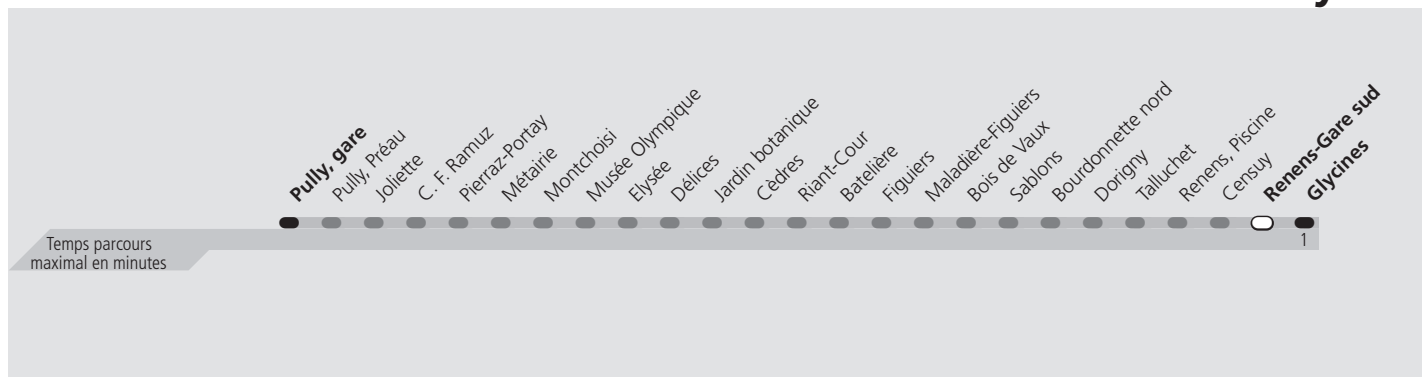 Pully, gare
Pully, Préau
Joliette
C. F. Ramuz
Pierraz-Portay
Métairie
Montchoisi
Musée Olympique
Elysée
Délices
Jardin botanique
Cèdres
Riant-Cour
Batelière
Figuiers
Maladière-Figuiers
Bois de Vaux
Sablons
Bourdonnette nord
Dorigny
Talluchet
Renens, Piscine
Censuy
Renens-Gare sud
Glycines
Temps parcours
maximal en minutes
1